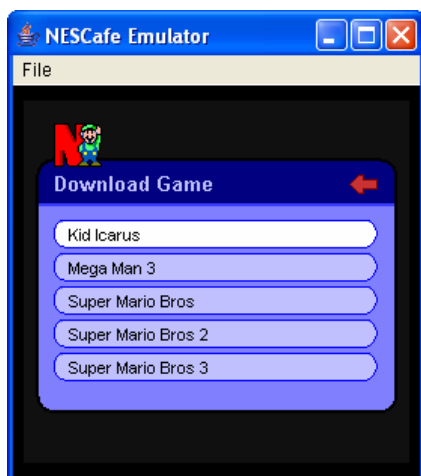 NESCafe Emulator
File
N
Download Game
Kid Icarus
Mega Man 3
Super Mario Bros
Super Mario Bros 2
Super Mario Bros 3